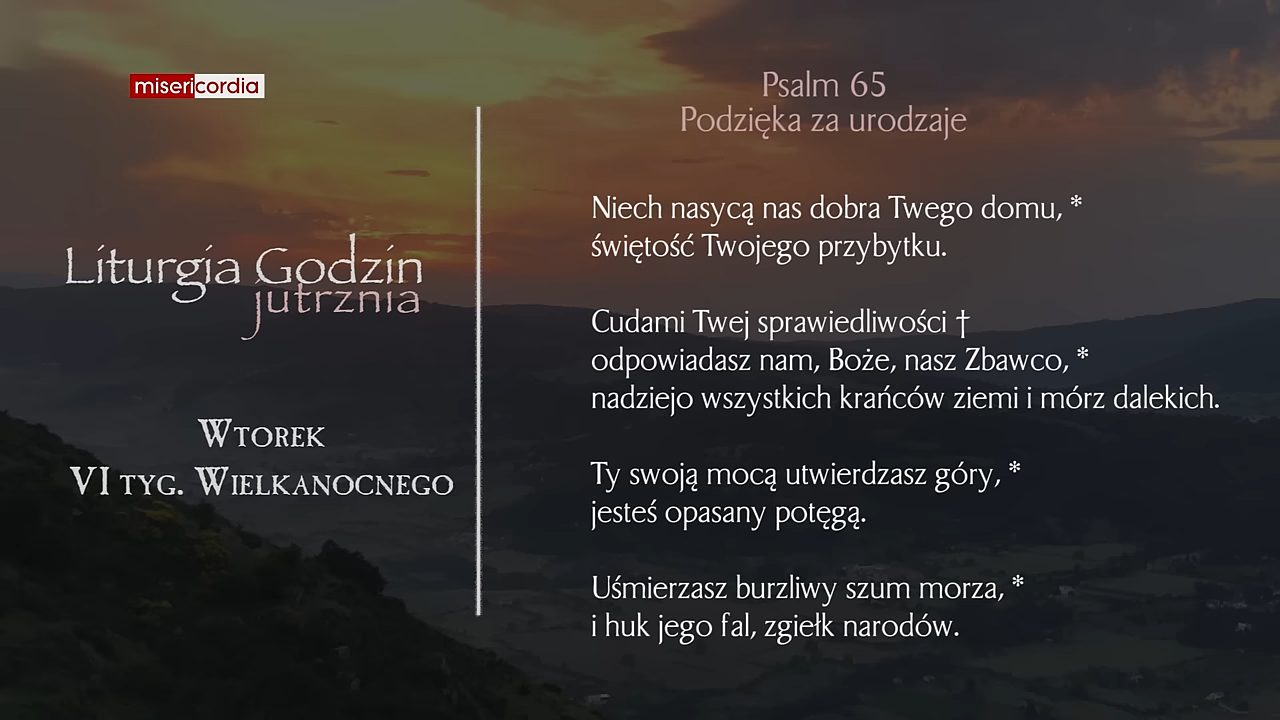 misericordia
Liturgia Godzin
jutrznia
Wtorek
VI tyg. Wielkanocnego
Psalm 65
Podzięka za urodzaje
Niech nasycą nas dobra Twego domu, *
świętość Twojego przybytku.
Cudami Twej sprawiedliwości †
odpowiadasz nam, Boże, nasz Zbawco, *
nadziejo wszystkich krańców ziemi i mórz dalekich.
Ty swoją mocą utwierdzasz góry, *
jesteś opasany potęgą.
Uśmierzasz burzliwy szum morza, *
i huk jego fal, zgiełk narodów.